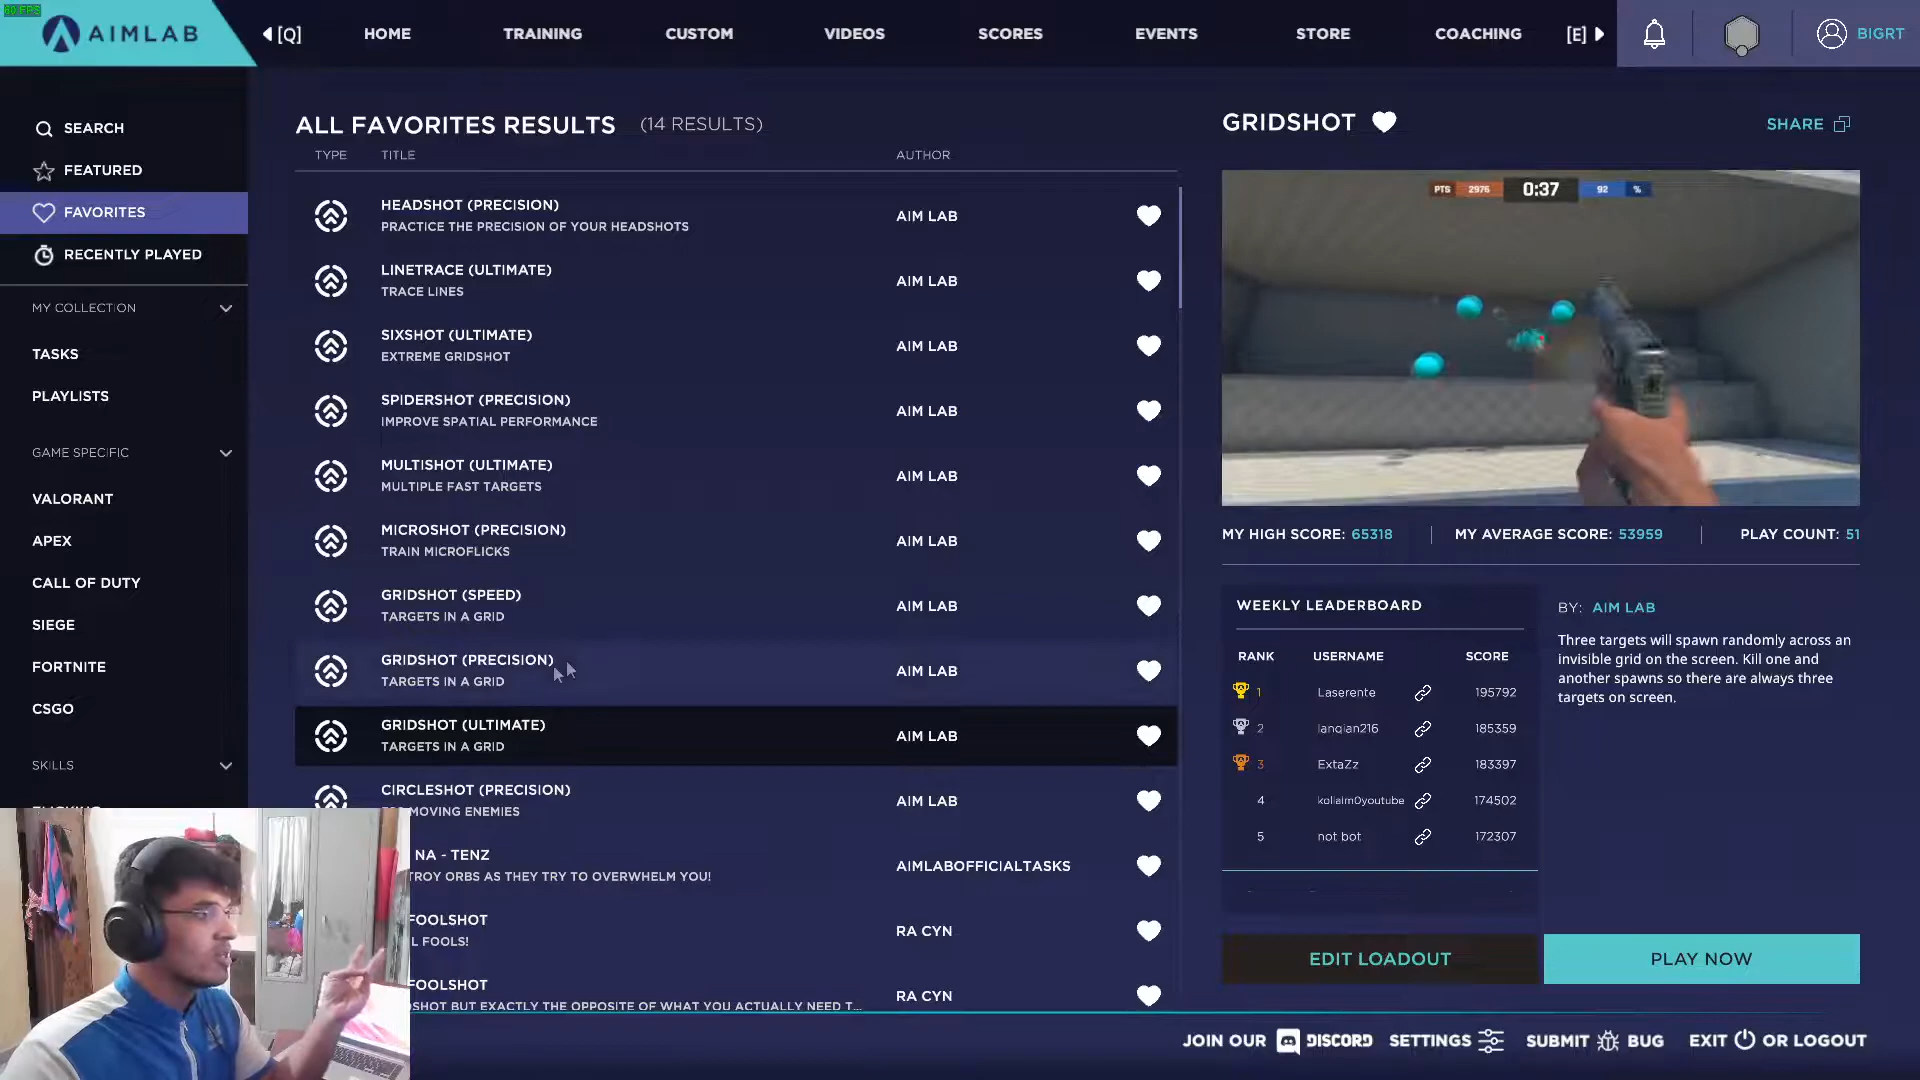 60 FPS
AIMLAB
[Q]
HOME
TRAINING
CUSTOM
VIDEOS
SCORES
EVENTS
STORE
COACHING
[E]
BIGRT
SEARCH
FEATURED
FAVORITES
RECENTLY PLAYED
MY COLLECTION
TASKS
PLAYLISTS
GAME SPECIFIC
VALORANT
APEX
CALL OF DUTY
SIEGE
FORTNITE
CSGO
SKILLS
ALL FAVORITES RESULTS (14 RESULTS)
TYPE TITLE AUTHOR
HEADSHOT (PRECISION)
PRACTICE THE PRECISION OF YOUR HEADSHOTS
AIM LAB
LINETRACE (ULTIMATE)
TRACE LINES
AIM LAB
SIXSHOT (ULTIMATE)
EXTREME GRIDSHOT
AIM LAB
SPIDERSHOT (PRECISION)
IMPROVE SPATIAL PERFORMANCE
AIM LAB
MULTISHOT (ULTIMATE)
MULTIPLE FAST TARGETS
AIM LAB
MICROSHOT (PRECISION)
TRAIN MICROFLICKS
AIM LAB
GRIDSHOT (SPEED)
TARGETS IN A GRID
AIM LAB
GRIDSHOT (PRECISION)
TARGETS IN A GRID
AIM LAB
GRIDSHOT (ULTIMATE)
TARGETS IN A GRID
AIM LAB
CIRCLESHOT (PRECISION)
MOVING ENEMIES
AIM LAB
NA - TENZ
TROY ORBS AS THEY TRY TO OVERWHELM YOU!
AIMLABOFFICIALTASKS
FOOLSHOT
L FOOLS!
RA CYN
FOOLSHOT
SHOT BUT EXACTLY THE OPPOSITE OF WHAT YOU ACTUALLY NEED T...
RA CYN
GRIDSHOT
SHARE
PTS 2976 0:37 92 %
MY HIGH SCORE: 65318
MY AVERAGE SCORE: 53959
PLAY COUNT: 51
WEEKLY LEADERBOARD
RANK USERNAME SCORE
1 Laserente 195792
2 lanqian216 185359
3 ExtaZz 183397
4 kollaim0youtube 174502
5 not bot 172307
BY: AIM LAB
Three targets will spawn randomly across an
invisible grid on the screen. Kill one and
another spawns so there are always three
targets on screen.
EDIT LOADOUT
PLAY NOW
JOIN OUR DISCORD
SETTINGS
SUBMIT BUG
EXIT OR LOGOUT